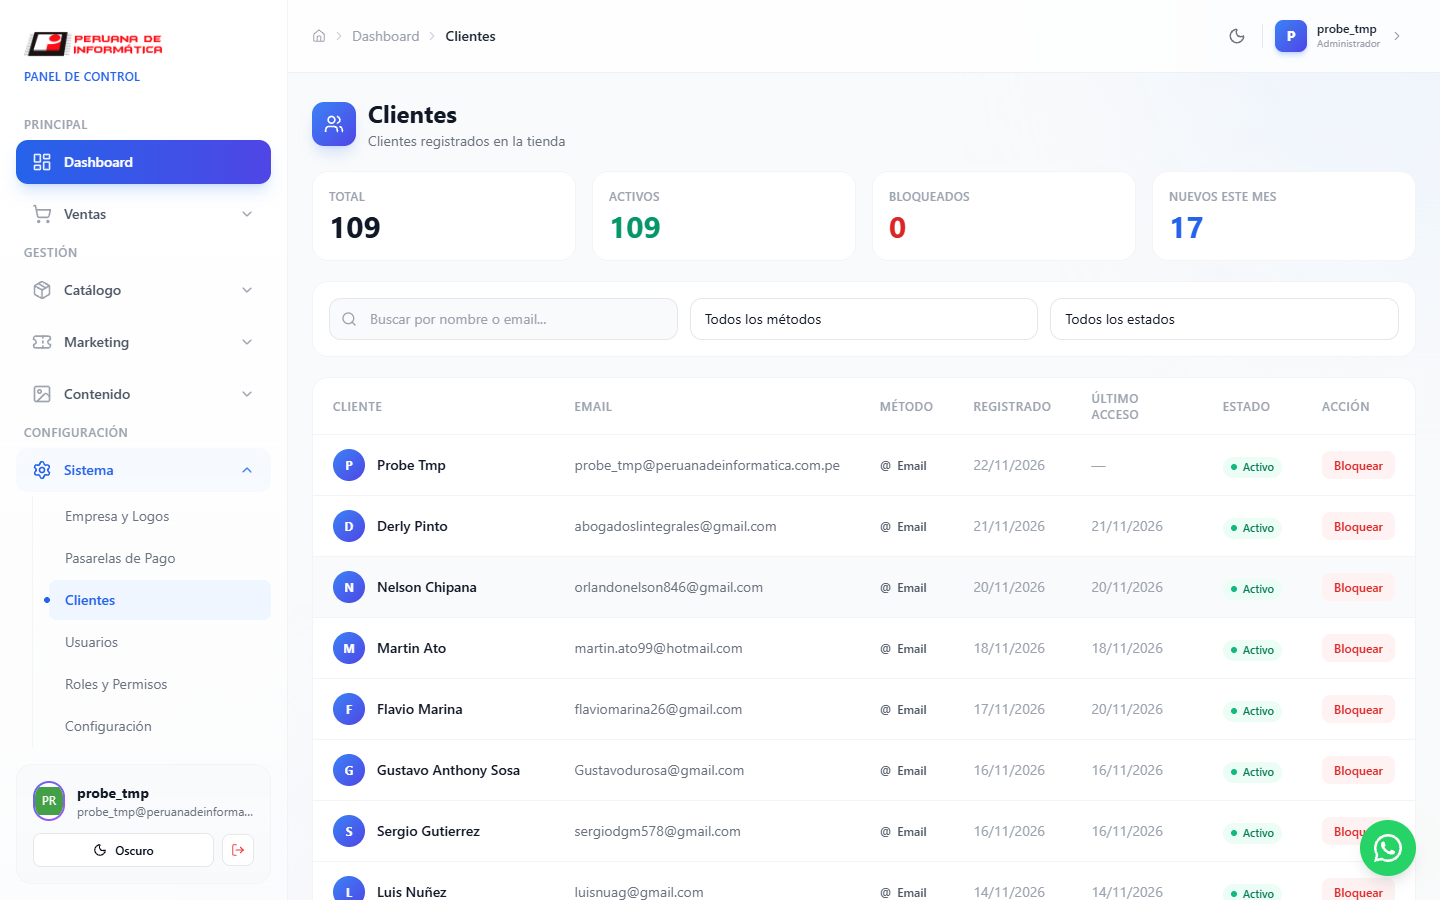 PERUANA DE
INFORMÁTICA
PANEL DE CONTROL
PRINCIPAL
Dashboard
Ventas
GESTIÓN
Catálogo
Marketing
Contenido
CONFIGURACIÓN
Sistema
Empresa y Logos
Pasarelas de Pago
Clientes
Usuarios
Roles y Permisos
Configuración
PR
probe_tmp
probe_tmp@peruanadeinforma...
Oscuro
Dashboard
Clientes
P
probe_tmp
Administrador
Clientes
Clientes registrados en la tienda
TOTAL
109
ACTIVOS
109
BLOQUEADOS
0
NUEVOS ESTE MES
17
Buscar por nombre o email...
Todos los métodos
Todos los estados
CLIENTE EMAIL MÉTODO REGISTRADO ÚLTIMO ACCESO ESTADO ACCIÓN
P Probe Tmp probe_tmp@peruanadeinformatica.com.pe @ Email 22/11/2026 — Activo Bloquear
D Derly Pinto abogadoslintegrales@gmail.com @ Email 21/11/2026 21/11/2026 Activo Bloquear
N Nelson Chipana orlandonelson846@gmail.com @ Email 20/11/2026 20/11/2026 Activo Bloquear
M Martin Ato martin.ato99@hotmail.com @ Email 18/11/2026 18/11/2026 Activo Bloquear
F Flavio Marina flaviomarina26@gmail.com @ Email 17/11/2026 20/11/2026 Activo Bloquear
G Gustavo Anthony Sosa Gustavodurosa@gmail.com @ Email 16/11/2026 16/11/2026 Activo Bloquear
S Sergio Gutierrez sergiodgm578@gmail.com @ Email 16/11/2026 16/11/2026 Activo
L Luis Nuñez luisnuag@gmail.com @ Email 14/11/2026 14/11/2026 Activo Bloquear